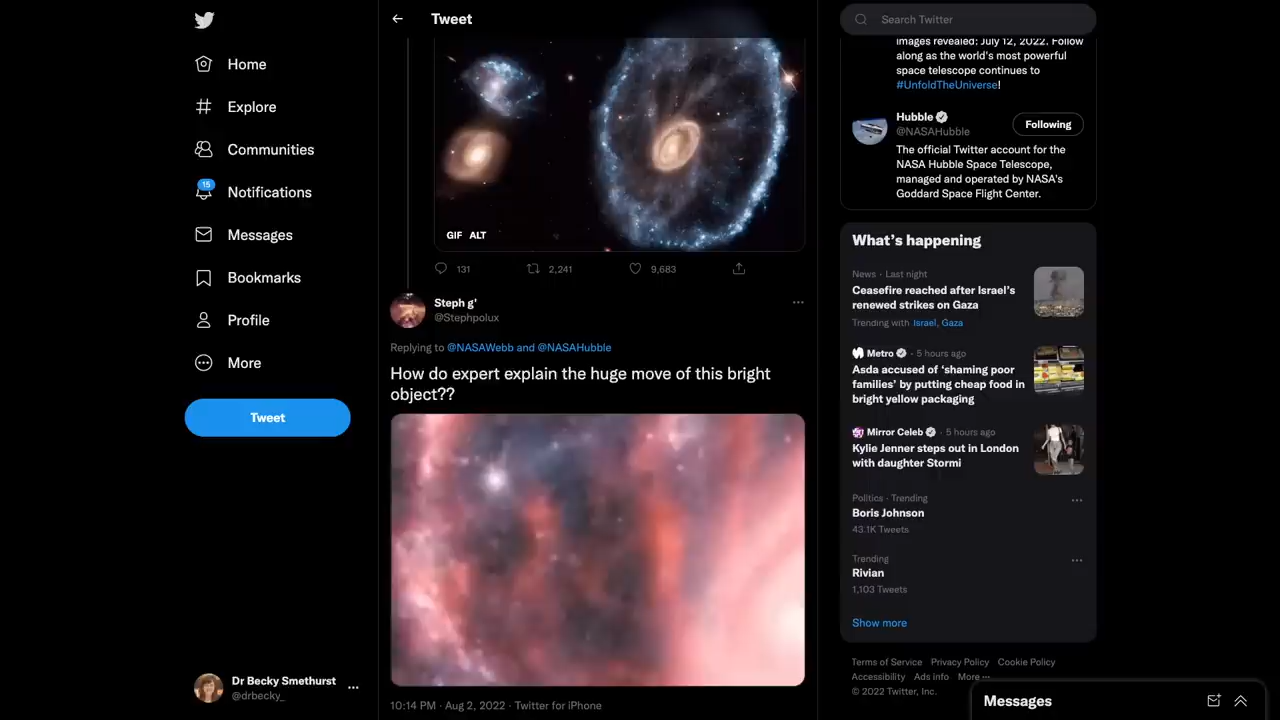 Home
Explore
Communities
15
Notifications
Messages
Bookmarks
Profile
More
Tweet
Dr Becky Smethurst
@drbecky_
Tweet
GIF ALT
131 2,241 9,683
Steph g'
@Stephpolux
Replying to @NASAWebb and @NASAHubble
How do expert explain the huge move of this bright
object??
10:14 PM · Aug 2, 2022 · Twitter for iPhone
Search Twitter
images revealed: July 12, 2022. Follow
along as the world's most powerful
space telescope continues to
#UnfoldTheUniverse!
Hubble
@NASAHubble
Following
The official Twitter account for the
NASA Hubble Space Telescope,
managed and operated by NASA's
Goddard Space Flight Center.
What's happening
News · Last night
Ceasefire reached after Israel's
renewed strikes on Gaza
Trending with Israel, Gaza
Metro · 5 hours ago
Asda accused of 'shaming poor
families' by putting cheap food in
bright yellow packaging
Mirror Celeb · 5 hours ago
Kylie Jenner steps out in London
with daughter Stormi
Politics · Trending
Boris Johnson
43.1K Tweets
Trending
Rivian
1,103 Tweets
Show more
Terms of Service Privacy Policy Cookie Policy
Accessibility Ads info More ···
© 2022 Twitter, Inc.
Messages